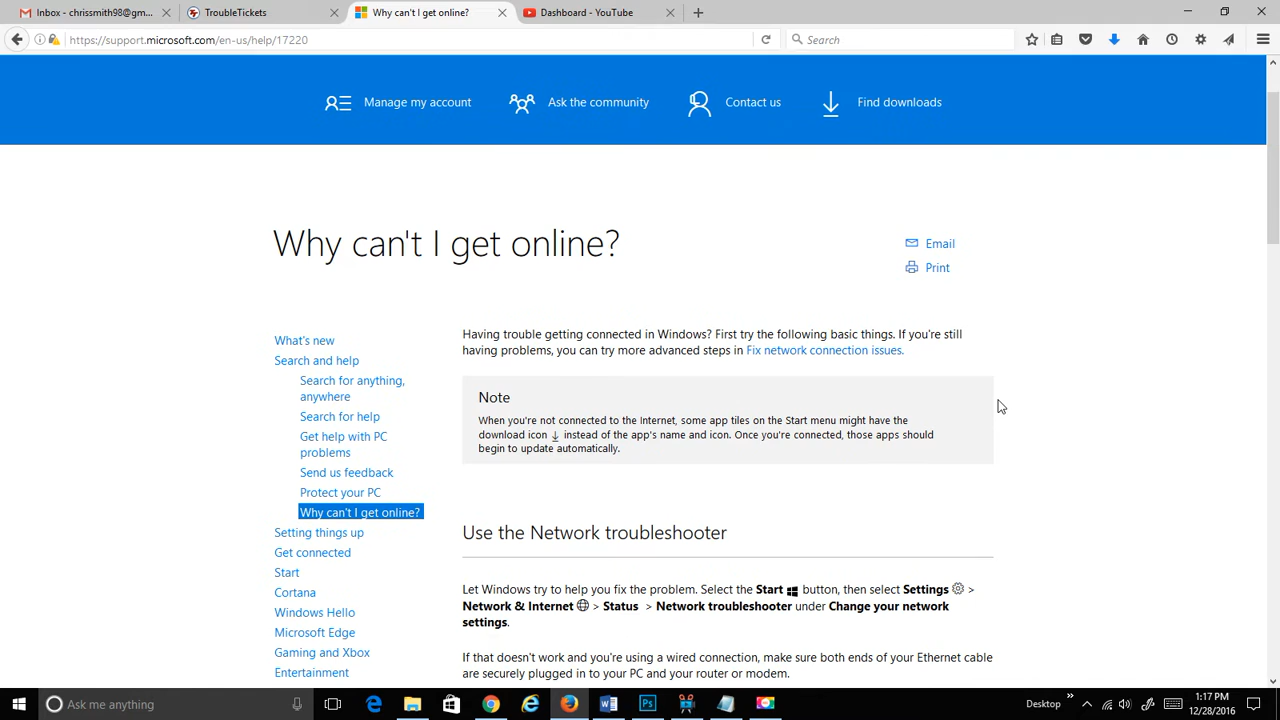 Inbox - chrissmith98@gm...
TroubleTickets
Why can't I get online?
Dashboard - YouTube
https://support.microsoft.com/en-us/help/17220
Search
Manage my account
Ask the community
Contact us
Find downloads
Why can't I get online?
Email
Print
What's new
Search and help
Search for anything,
anywhere
Search for help
Get help with PC
problems
Send us feedback
Protect your PC
Why can't I get online?
Setting things up
Get connected
Start
Cortana
Windows Hello
Microsoft Edge
Gaming and Xbox
Entertainment
Having trouble getting connected in Windows? First try the following basic things. If you're still
having problems, you can try more advanced steps in Fix network connection issues.
Note
When you're not connected to the Internet, some app tiles on the Start menu might have the
download icon instead of the app's name and icon. Once you're connected, those apps should
begin to update automatically.
Use the Network troubleshooter
Let Windows try to help you fix the problem. Select the Start button, then select Settings >
Network & Internet > Status > Network troubleshooter under Change your network
settings.
If that doesn't work and you're using a wired connection, make sure both ends of your Ethernet cable
are securely plugged in to your PC and your router or modem.
Ask me anything
Desktop
1:17 PM
12/28/2016